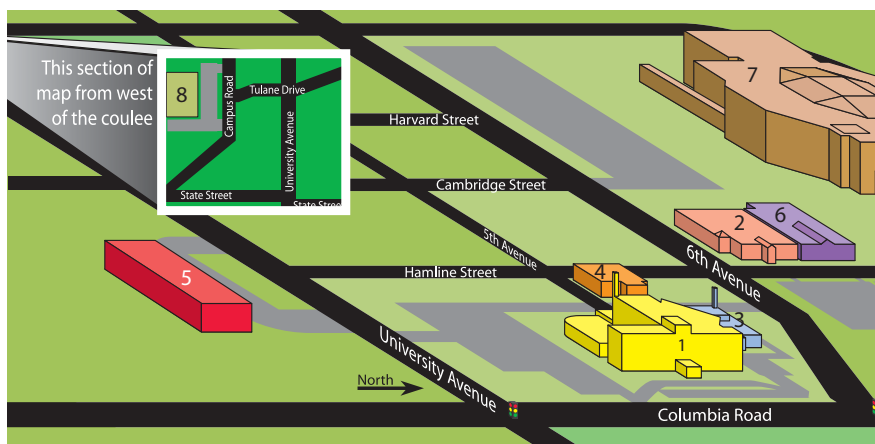 This section of
map from west
of the coulee
8
Campus Road
Tulane Drive
University Avenue
State Street
State Stre
7
Harvard Street
Cambridge Street
2
6
5th Avenue
6th Avenue
5
Hamline Street
4
3
1
North
University Avenue
Columbia Road